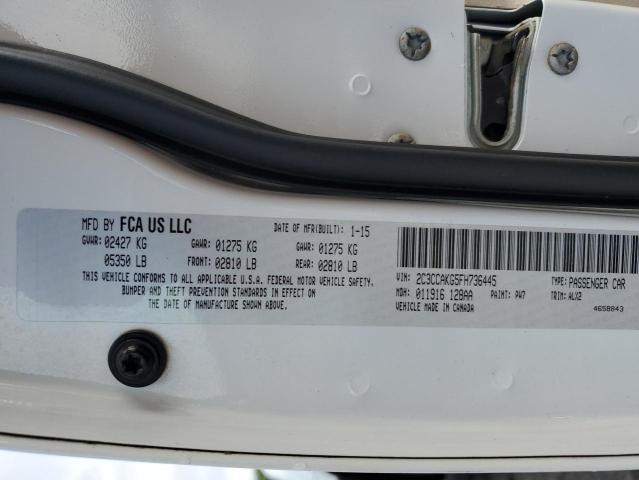 MFD BY FCA US LLC DATE OF MFR(BUILT): 1-15
GVWR: 02427 KG GAWR: 01275 KG GAWR: 01275 KG
05350 LB FRONT: 02810 LB REAR: 02810 LB
THIS VEHICLE CONFORMS TO ALL APPLICABLE U.S.A. FEDERAL MOTOR VEHICLE SAFETY,
BUMPER AND THEFT PREVENTION STANDARDS IN EFFECT ON
THE DATE OF MANUFACTURE SHOWN ABOVE.
VIN: 2C3CCAKG5FH736445 TYPE: PASSENGER CAR
MDH: 011916 128AA PAINT: PW7 TRIM: ALX2
VEHICLE MADE IN CANADA 4658843